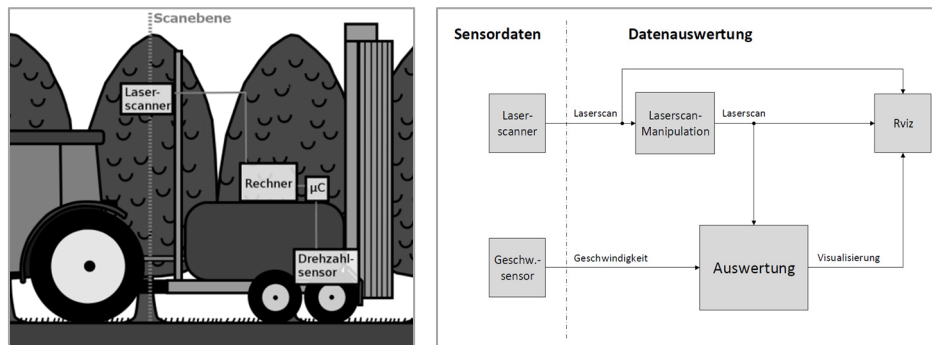 Scanebene
Laser-
scanner
Rechner
µC
Drehzahl-
sensor
Sensordaten
Datenauswertung
Laser-
scanner
Laserscan
Laserscan-
Manipulation
Laserscan
Rviz
Geschw.-
sensor
Geschwindigkeit
Auswertung
Visualisierung